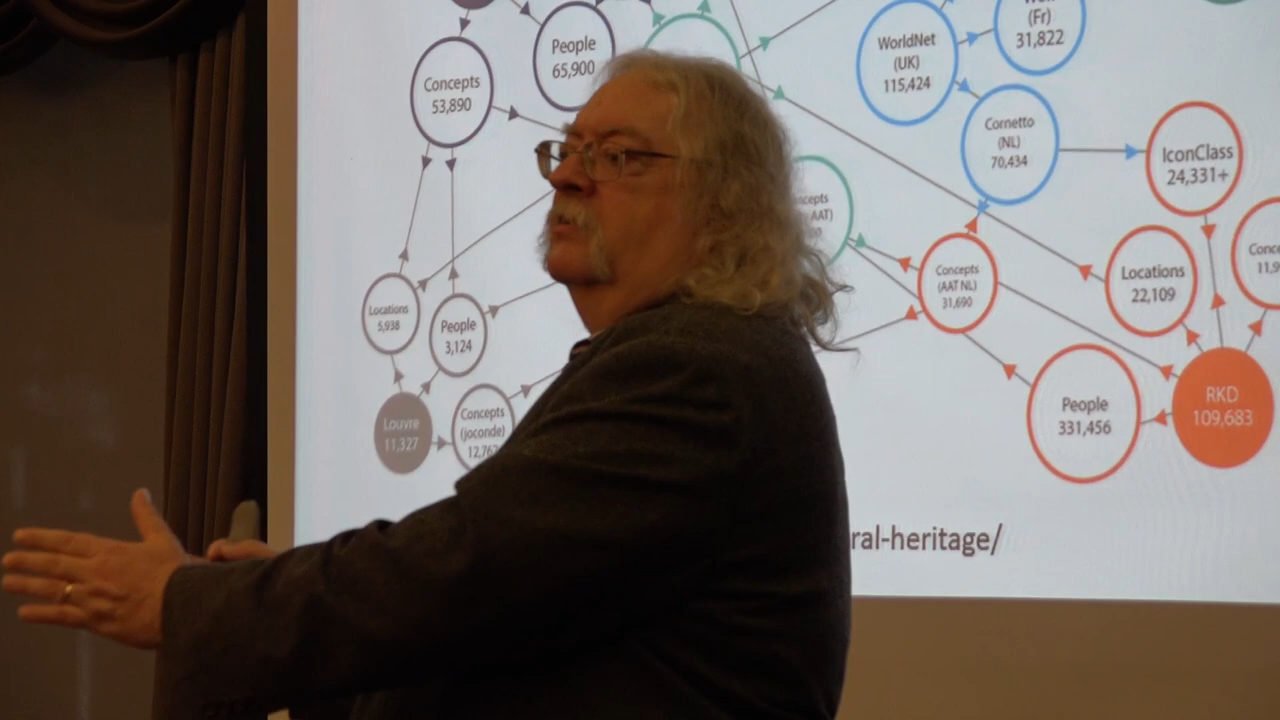 People
65,900
Concepts
53,890
WorldNet
(UK)
115,424
(Fr)
31,822
Cornetto
(NL)
70,434
IconClass
24,331+
AAT)
Concepts
(AAT NL)
31,690
Locations
22,109
Locations
5,938
People
3,124
Louvre
11,327
Concepts
(joconde)
People
331,456
RKD
109,683
ral-heritage/